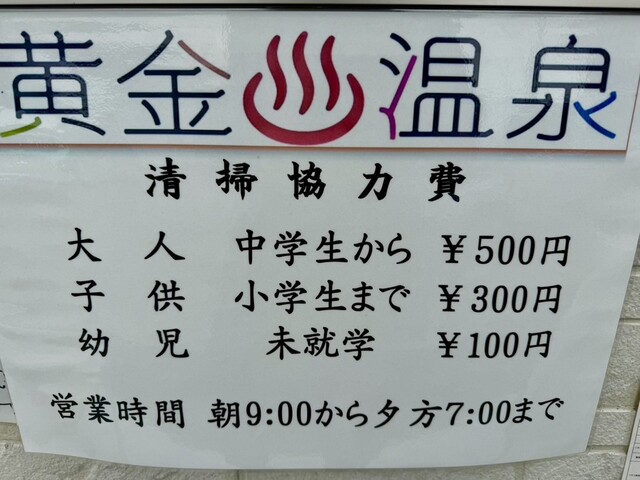 黄金♨温泉
清掃協力費
大人 中学生から ¥500円
子供 小学生まで ¥300円
幼児 未就学 ¥100円
営業時間 朝9:00から夕方7:00まで